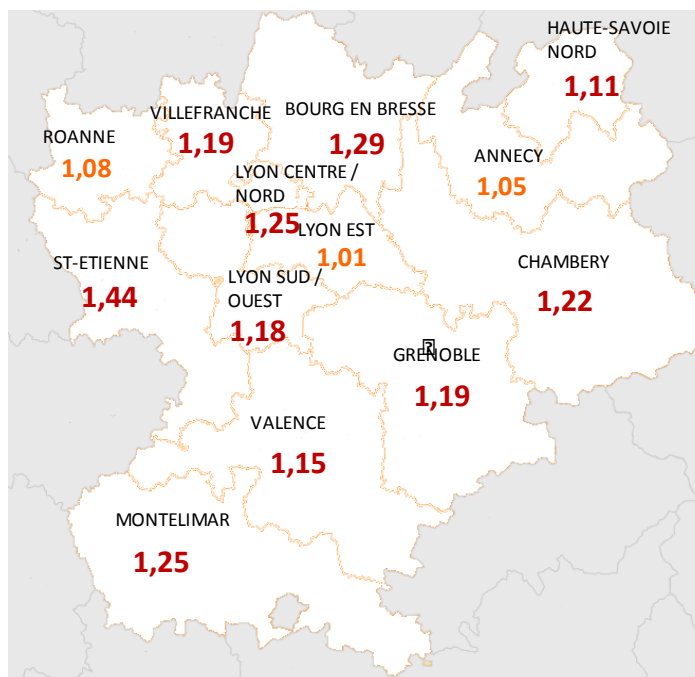 HAUTE-SAVOIE
NORD
1,11
VILLEFRANCHE
1,19
BOURG EN BRESSE
1,29
ROANNE
1,08
ANNECY
1,05
LYON CENTRE /
NORD
1,25
LYON EST
1,01
ST-ETIENNE
1,44
CHAMBERY
1,22
LYON SUD /
OUEST
1,18
GRENOBLE
1,19
VALENCE
1,15
MONTELIMAR
1,25